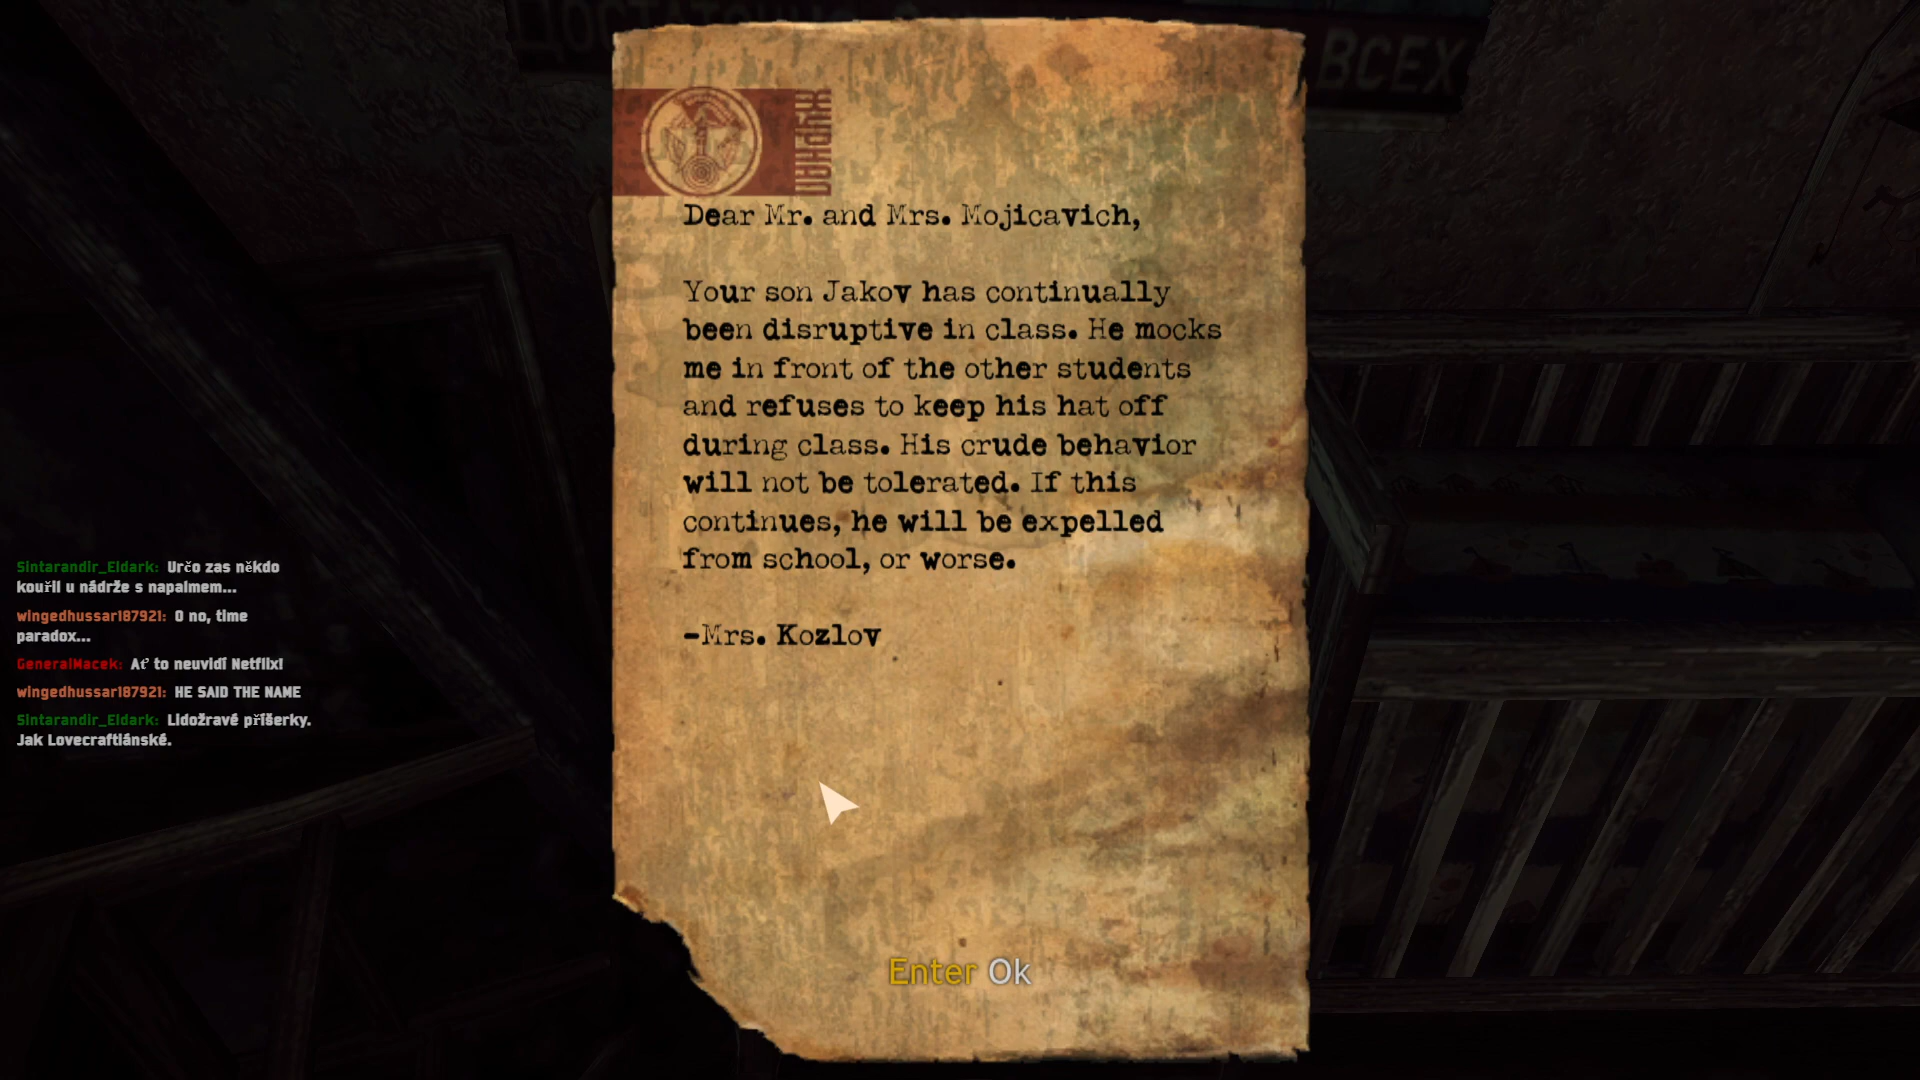 ДОСТАТОЧНО
ВСЕХ
Dear Mr. and Mrs. Mojicavich,
Your son Jakov has continually
been disruptive in class. He mocks
me in front of the other students
and refuses to keep his hat off
during class. His crude behavior
will not be tolerated. If this
continues, he will be expelled
from school, or worse.
-Mrs. Kozlov
Sintarandir_Eldark: Určo zas někdo
kouřil u nádrže s napalmem...
wingedhussar187921: O no, time
paradox...
GeneralMacek: Ať to neuvidí Netflix!
wingedhussar187921: HE SAID THE NAME
Sintarandir_Eldark: Lidožravé příšerky.
Jak Lovecraftiánské.
Enter Ok